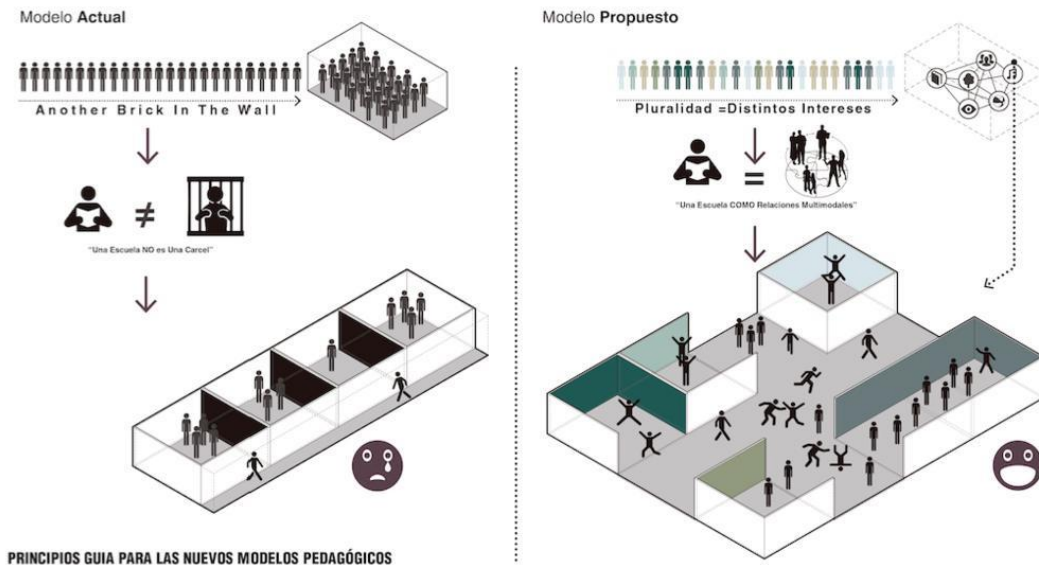 Modelo Actual
Another Brick In The Wall
"Una Escuela NO es Una Carcel"
Modelo Propuesto
Pluralidad =Distintos Intereses
"Una Escuela COMO Relaciones Multimodales"
PRINCIPIOS GUIA PARA LAS NUEVOS MODELOS PEDAGÓGICOS